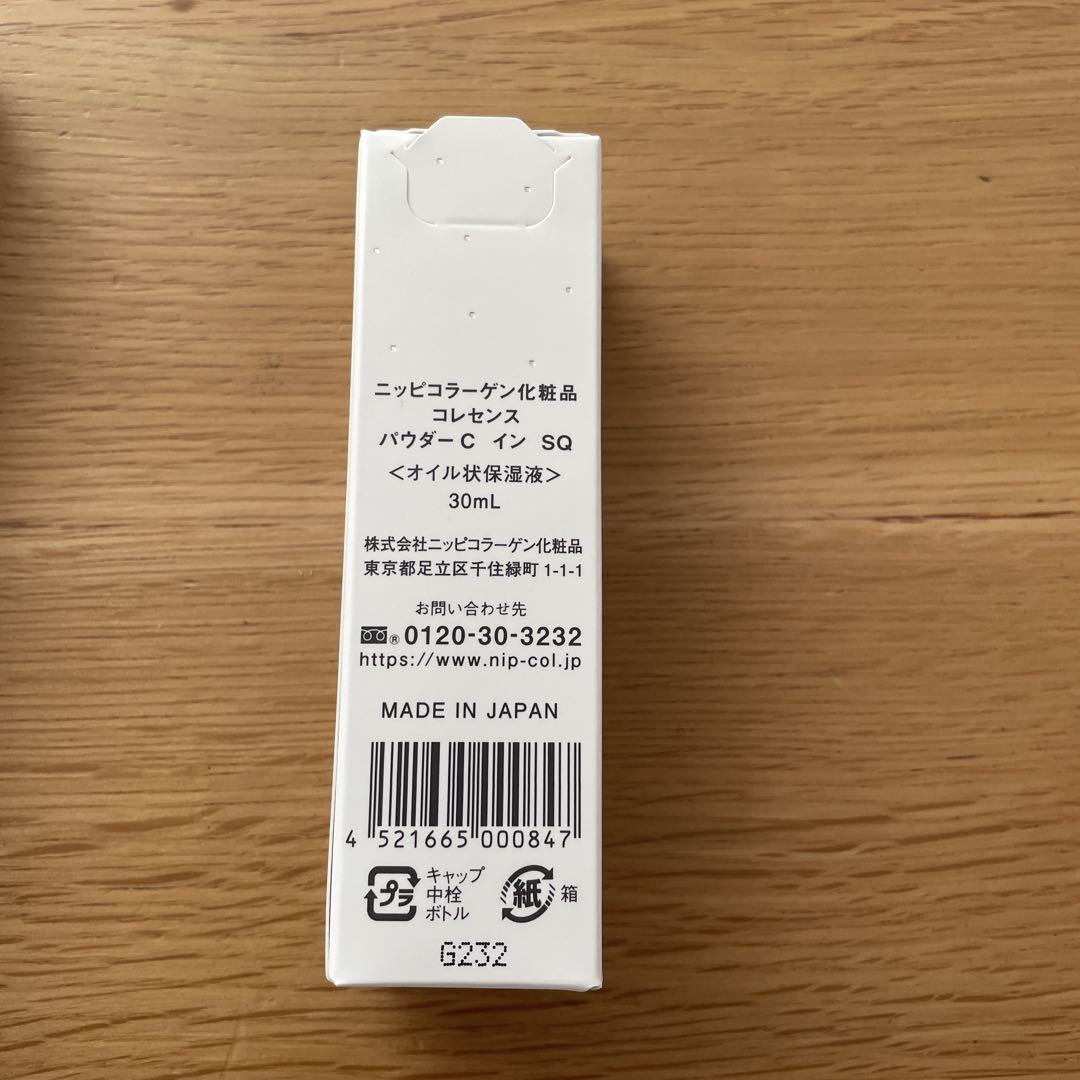 ニッピコラーゲン化粧品
コレセンス
パウダーC イン SQ
＜オイル状保湿液＞
30mL
株式会社ニッピコラーゲン化粧品
東京都足立区千住緑町1-1-1
お問い合わせ先
® 0120-30-3232
https://www.nip-col.jp
MADE IN JAPAN
4 521665 000847
プラ キャップ
中栓
ボトル
紙 箱
G232